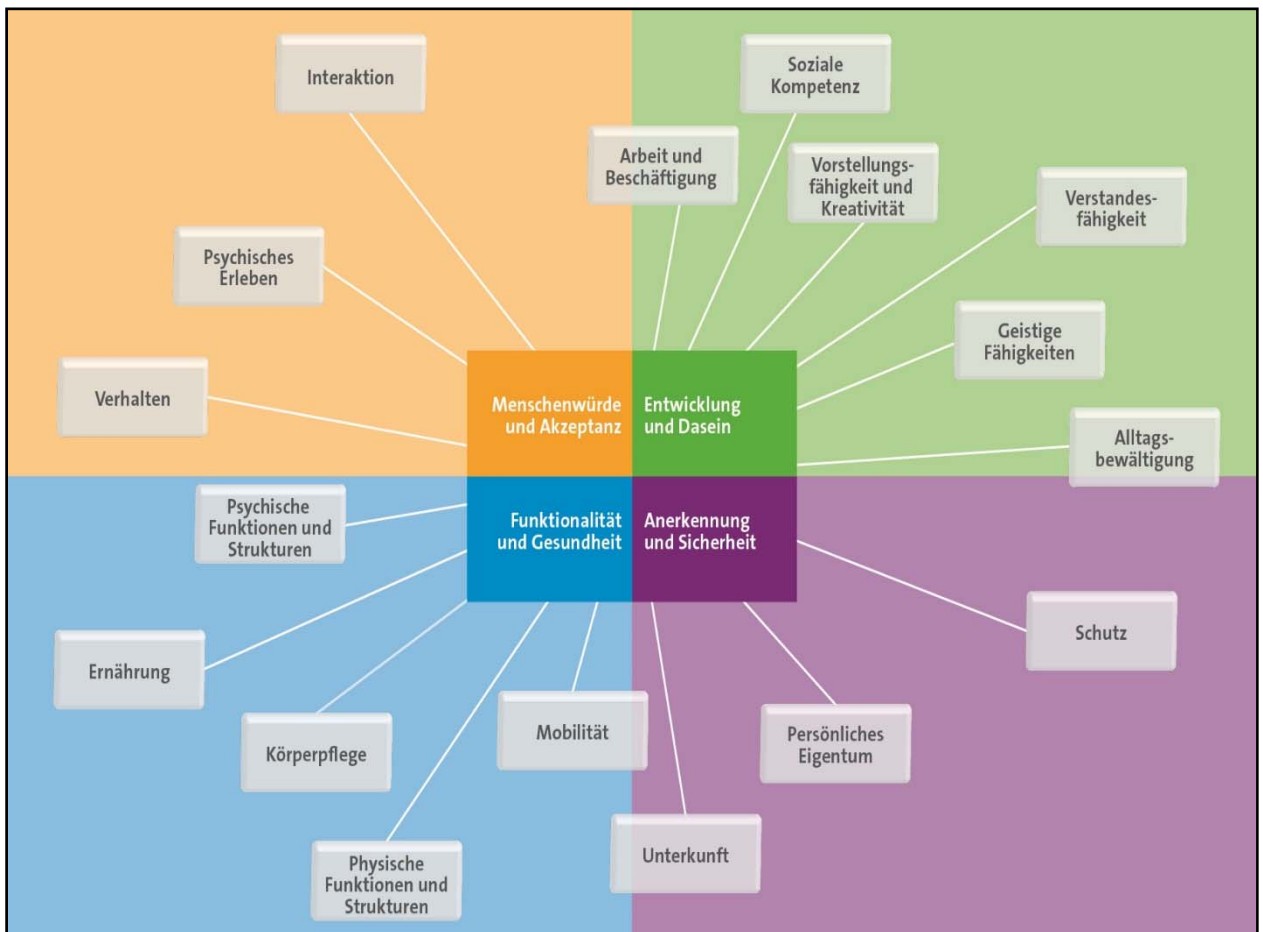 Interaktion
Soziale
Kompetenz
Arbeit und
Beschäftigung
Vorstellungs-
fähigkeit und
Kreativität
Verstandes-
fähigkeit
Psychisches
Erleben
Geistige
Fähigkeiten
Verhalten
Menschenwürde
und Akzeptanz
Entwicklung
und Dasein
Alltags-
bewältigung
Psychische
Funktionen und
Strukturen
Funktionalität
und Gesundheit
Anerkennung
und Sicherheit
Schutz
Ernährung
Körperpflege
Mobilität
Persönliches
Eigentum
Physische
Funktionen und
Strukturen
Unterkunft